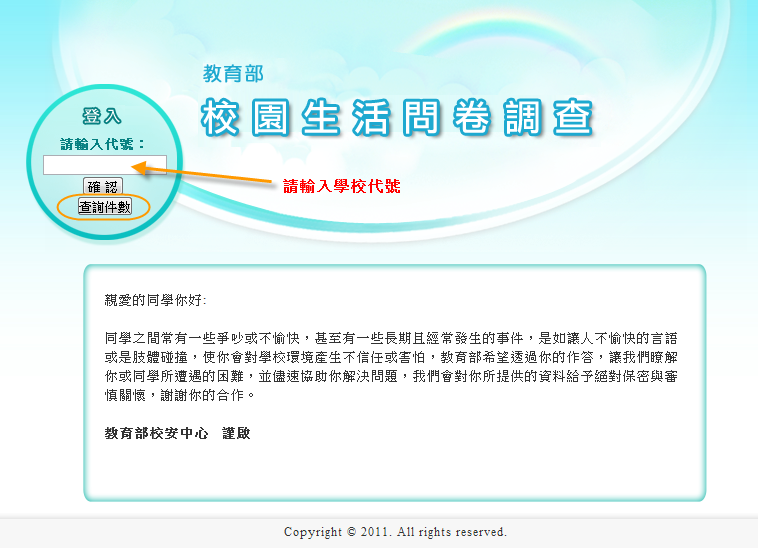 教育部
校園生活問卷調查
登入
請輸入代號：
確認
查詢件數
請輸入學校代號
親愛的同學你好:
同學之間常有一些爭吵或不愉快，甚至有一些長期且經常發生的事件，是如讓人不愉快的言語
或是肢體碰撞，使你會對學校環境產生不信任或害怕，教育部希望透過你的作答，讓我們瞭解
你或同學所遭遇的困難，並儘速協助你解決問題，我們會對你所提供的資料給予絕對保密與審
慎關懷，謝謝你的合作。
教育部校安中心 謹啟
Copyright © 2011. All rights reserved.